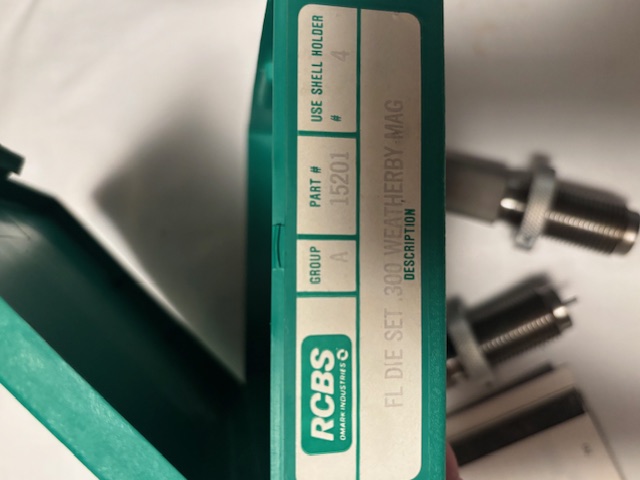 RCBS
OMARK INDUSTRIES
GROUP
A
PART #
15201
USE SHELL HOLDER
#
4
FL DIE SET .300 WEATHERBY MAG
DESCRIPTION